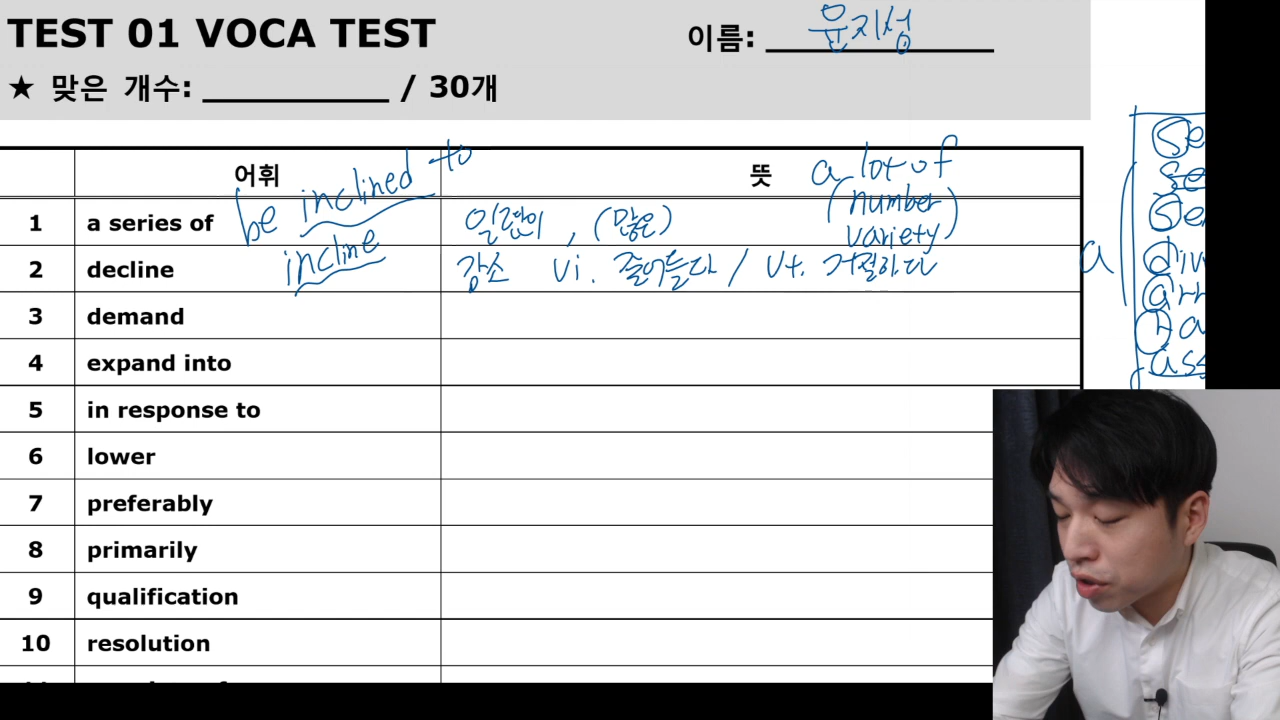 TEST 01 VOCA TEST
이름: 윤지성
★ 맞은 개수: __________ / 30개
어휘 뜻
be inclined to
incline
a lot of
(number)
variety
1 a series of 일련의, (많은)
2 decline 감소 vi. 줄어들다 / vt. 거절하다
3 demand
4 expand into
5 in response to
6 lower
7 preferably
8 primarily
9 qualification
10 resolution
a